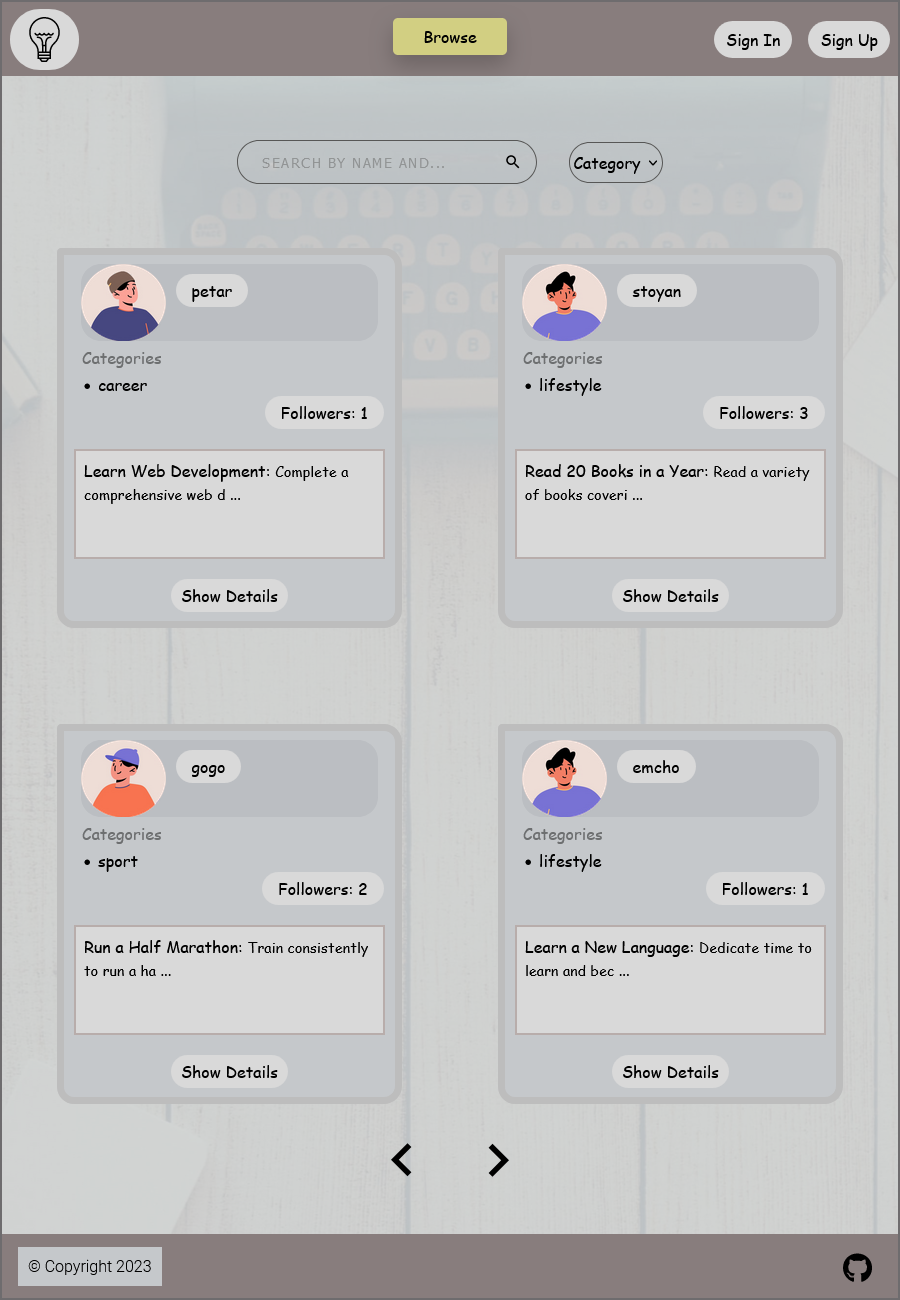 Browse
Sign In
Sign Up
SEARCH BY NAME AND...
Category
petar
Categories
• career
Followers: 1
Learn Web Development: Complete a
comprehensive web d ...
Show Details
stoyan
Categories
• lifestyle
Followers: 3
Read 20 Books in a Year: Read a variety
of books coveri ...
Show Details
gogo
Categories
• sport
Followers: 2
Run a Half Marathon: Train consistently
to run a ha ...
Show Details
emcho
Categories
• lifestyle
Followers: 1
Learn a New Language: Dedicate time to
learn and bec ...
Show Details
© Copyright 2023